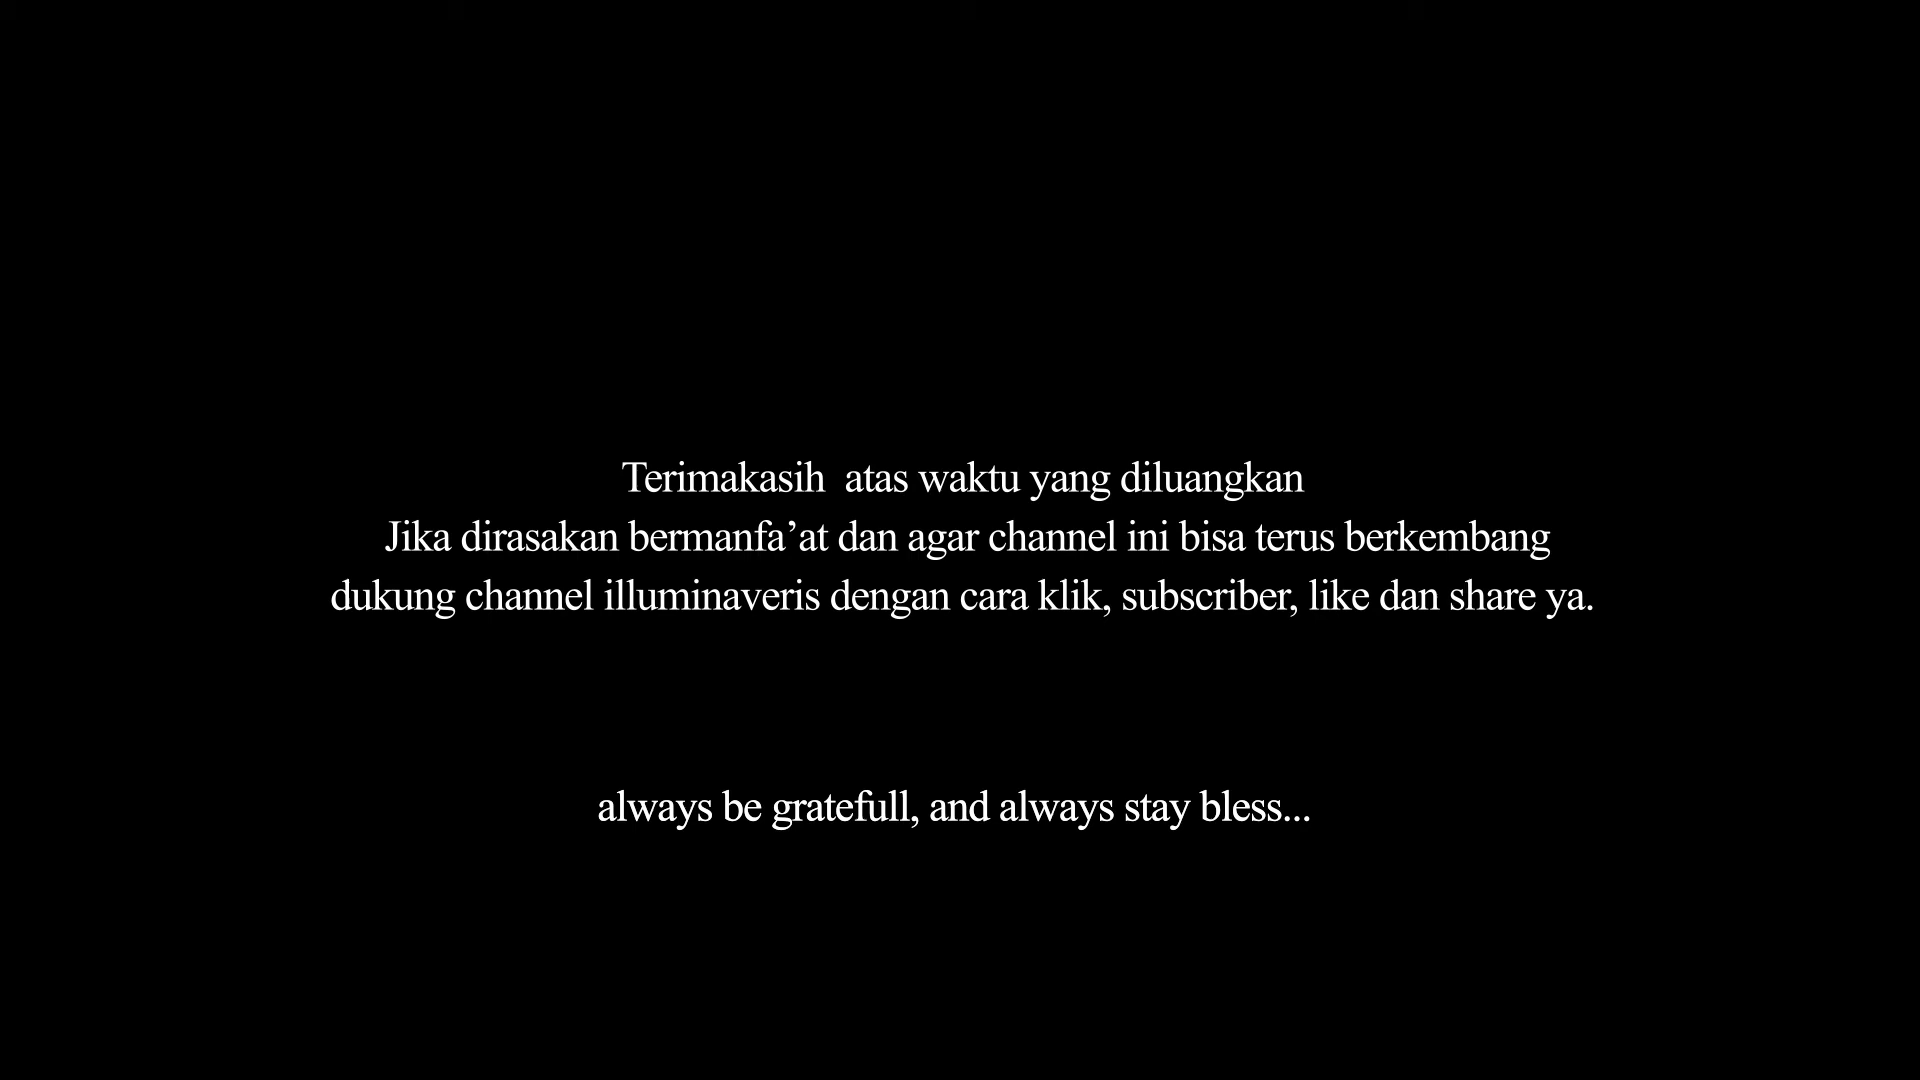 Terimakasih  atas waktu yang diluangkan
Jika dirasakan bermanfa’at dan agar channel ini bisa terus berkembang
dukung channel illuminaveris dengan cara klik, subscriber, like dan share ya.
always be gratefull, and always stay bless...